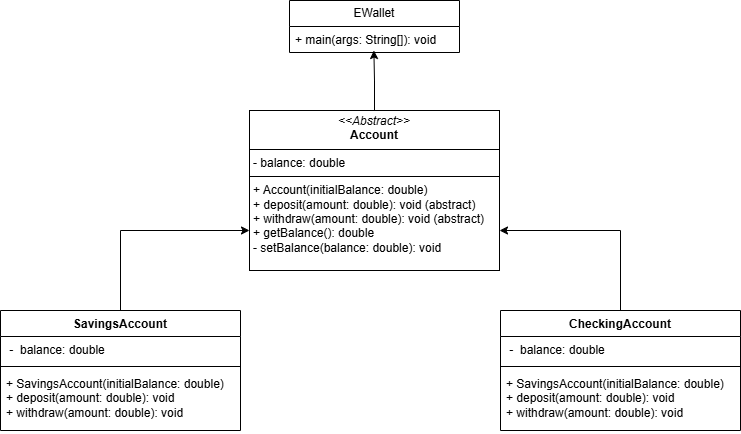 EWallet
+ main(args: String[]): void
<<Abstract>>
Account
- balance: double
+ Account(initialBalance: double)
+ deposit(amount: double): void (abstract)
+ withdraw(amount: double): void (abstract)
+ getBalance(): double
- setBalance(balance: double): void
SavingsAccount
- balance: double
+ SavingsAccount(initialBalance: double)
+ deposit(amount: double): void
+ withdraw(amount: double): void
CheckingAccount
- balance: double
+ SavingsAccount(initialBalance: double)
+ deposit(amount: double): void
+ withdraw(amount: double): void